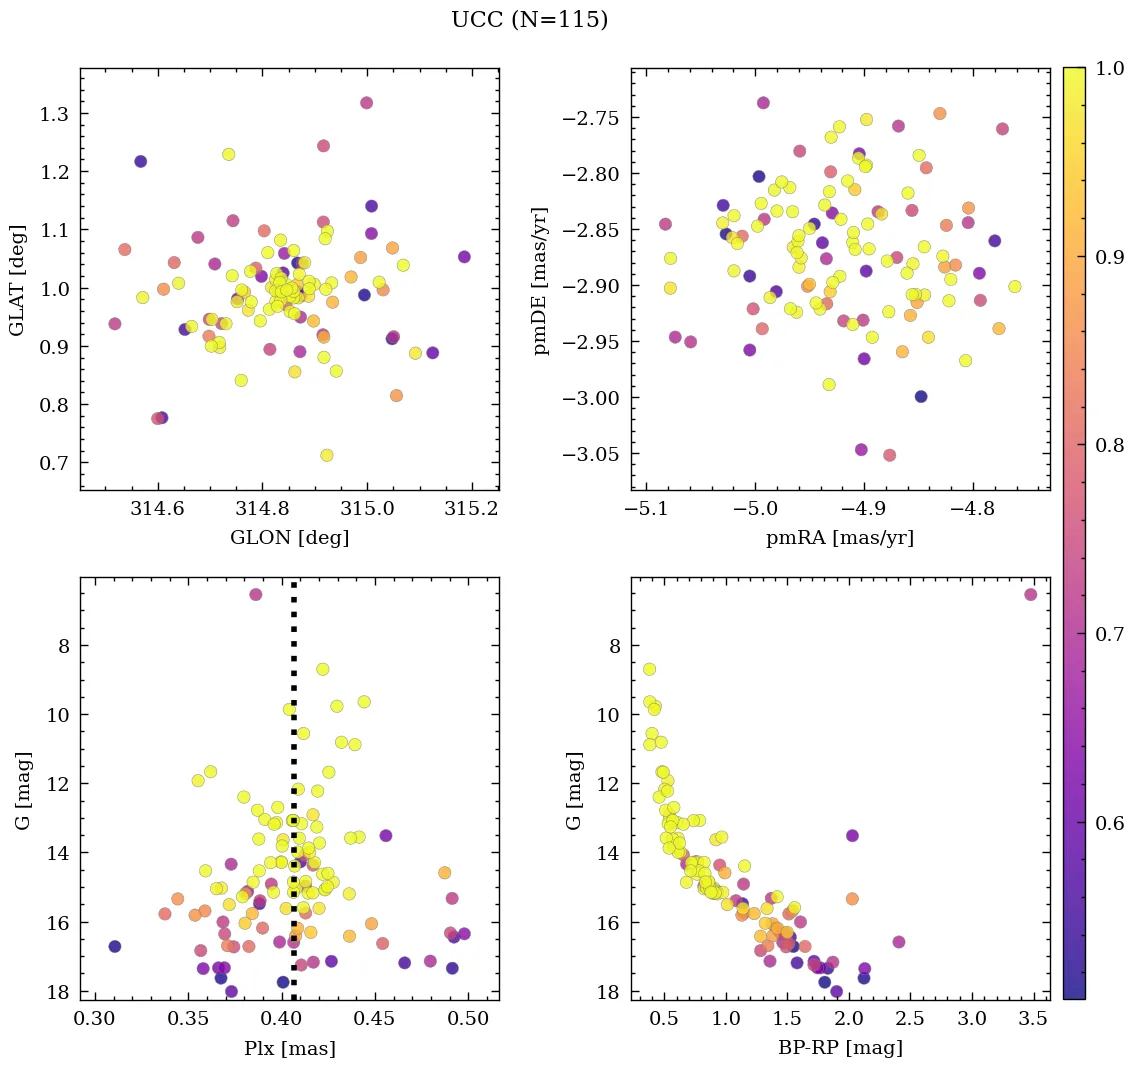 UCC (N=115)
1.3
1.2
1.1
1.0
0.9
0.8
0.7
GLAT [deg]
314.6 314.8 315.0 315.2
GLON [deg]
−2.75
−2.80
−2.85
−2.90
−2.95
−3.00
−3.05
pmDE [mas/yr]
−5.1 −5.0 −4.9 −4.8
pmRA [mas/yr]
1.0
0.9
0.8
0.7
0.6
8
10
12
14
16
18
G [mag]
0.30 0.35 0.40 0.45 0.50
Plx [mas]
8
10
12
14
16
18
G [mag]
0.5 1.0 1.5 2.0 2.5 3.0 3.5
BP-RP [mag]